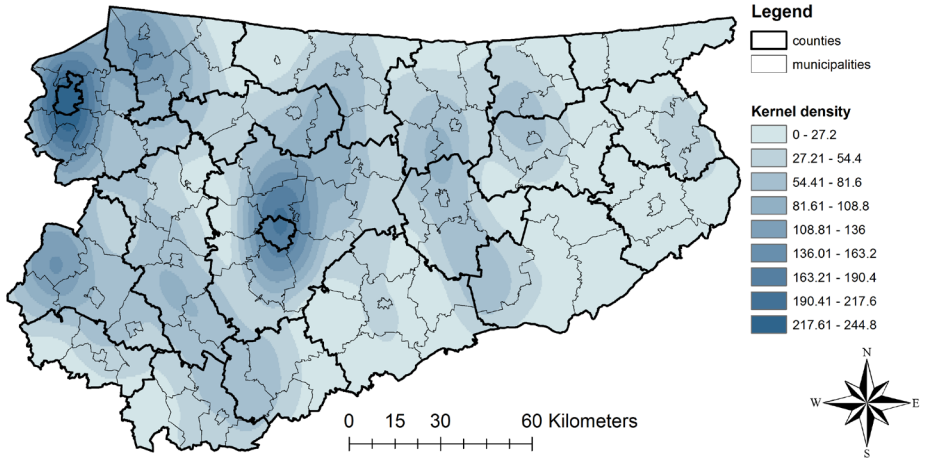 Legend
counties
municipalities
Kernel density
0 - 27.2
27.21 - 54.4
54.41 - 81.6
81.61 - 108.8
108.81 - 136
136.01 - 163.2
163.21 - 190.4
190.41 - 217.6
217.61 - 244.8
N
W E
S
0 15 30 60 Kilometers